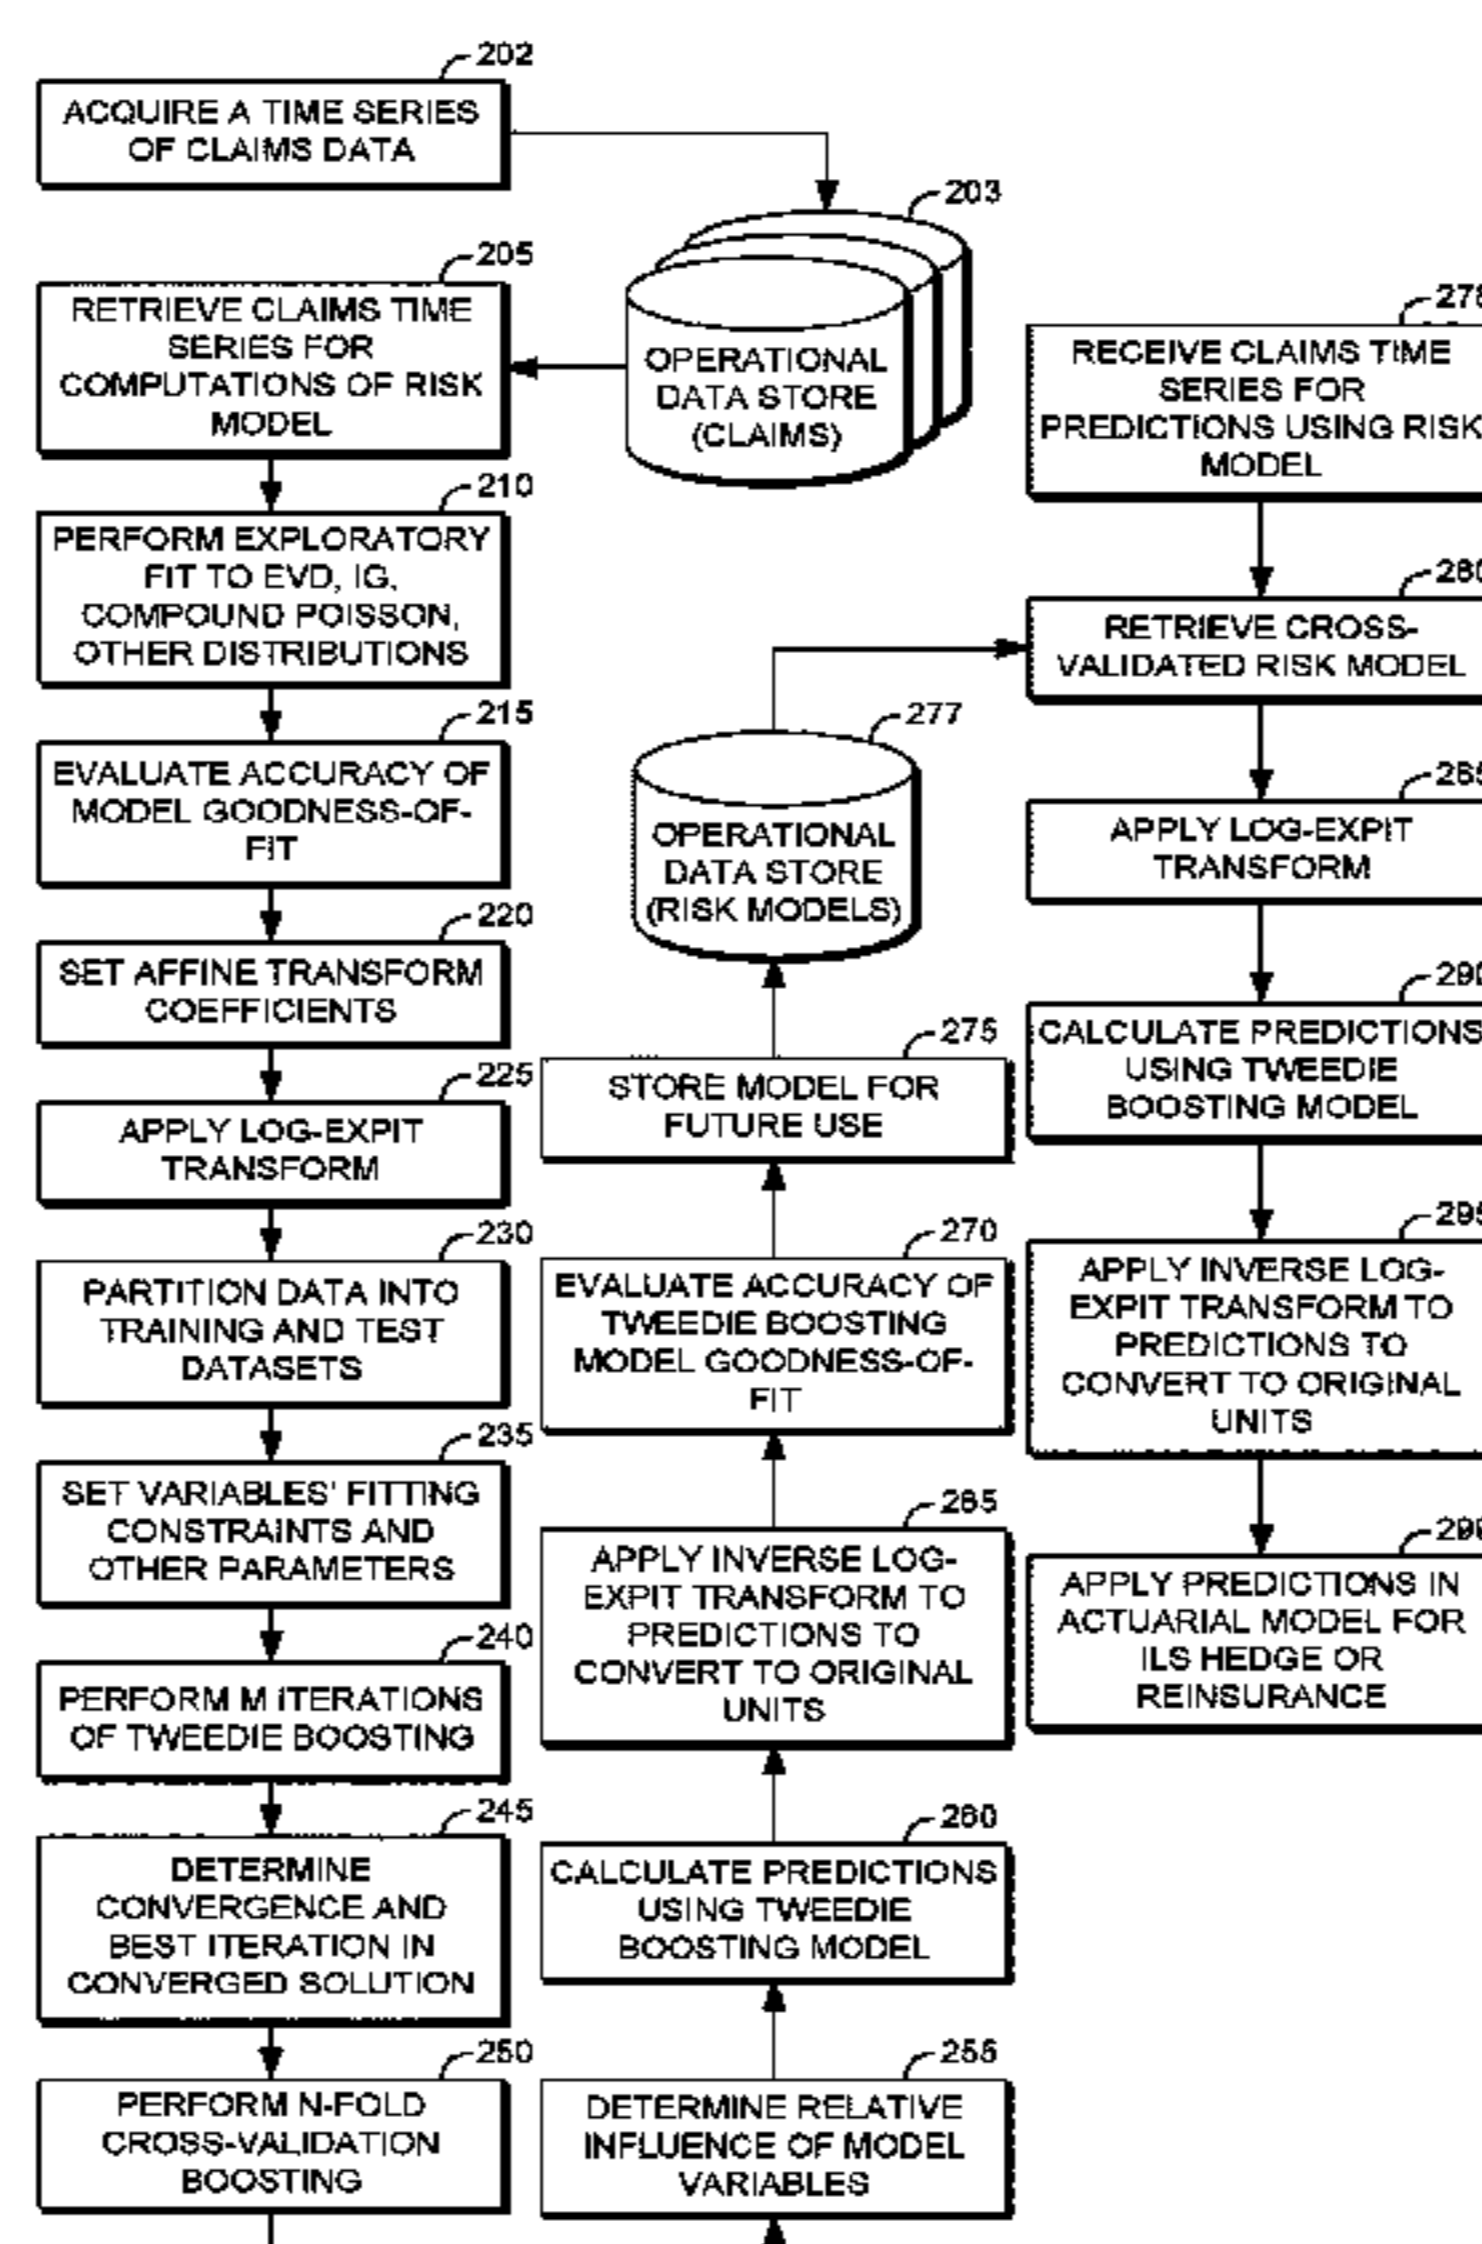 202
ACQUIRE A TIME SERIES
OF CLAIMS DATA
203
OPERATIONAL
DATA STORE
(CLAIMS)
205
RETRIEVE CLAIMS TIME
SERIES FOR
COMPUTATIONS OF RISK
MODEL
210
PERFORM EXPLORATORY
FIT TO EVD, IG,
COMPOUND POISSON,
OTHER DISTRIBUTIONS
215
EVALUATE ACCURACY OF
MODEL GOODNESS-OF-
FIT
220
SET AFFINE TRANSFORM
COEFFICIENTS
225
APPLY LOG-EXPIT
TRANSFORM
230
PARTITION DATA INTO
TRAINING AND TEST
DATASETS
235
SET VARIABLES' FITTING
CONSTRAINTS AND
OTHER PARAMETERS
240
PERFORM M ITERATIONS
OF TWEEDIE BOOSTING
245
DETERMINE
CONVERGENCE AND
BEST ITERATION IN
CONVERGED SOLUTION
250
PERFORM N-FOLD
CROSS-VALIDATION
BOOSTING
277
OPERATIONAL
DATA STORE
(RISK MODELS)
275
STORE MODEL FOR
FUTURE USE
270
EVALUATE ACCURACY OF
TWEEDIE BOOSTING
MODEL GOODNESS-OF-
FIT
265
APPLY INVERSE LOG-
EXPIT TRANSFORM TO
PREDICTIONS TO
CONVERT TO ORIGINAL
UNITS
260
CALCULATE PREDICTIONS
USING TWEEDIE
BOOSTING MODEL
255
DETERMINE RELATIVE
INFLUENCE OF MODEL
VARIABLES
278
RECEIVE CLAIMS TIME
SERIES FOR
PREDICTIONS USING RISK
MODEL
280
RETRIEVE CROSS-
VALIDATED RISK MODEL
285
APPLY LOG-EXPIT
TRANSFORM
290
CALCULATE PREDICTIONS
USING TWEEDIE
BOOSTING MODEL
295
APPLY INVERSE LOG-
EXPIT TRANSFORM TO
PREDICTIONS TO
CONVERT TO ORIGINAL
UNITS
APPLY PREDICTIONS IN
ACTUARIAL MODEL FOR
ILS HEDGE OR
REINSURANCE